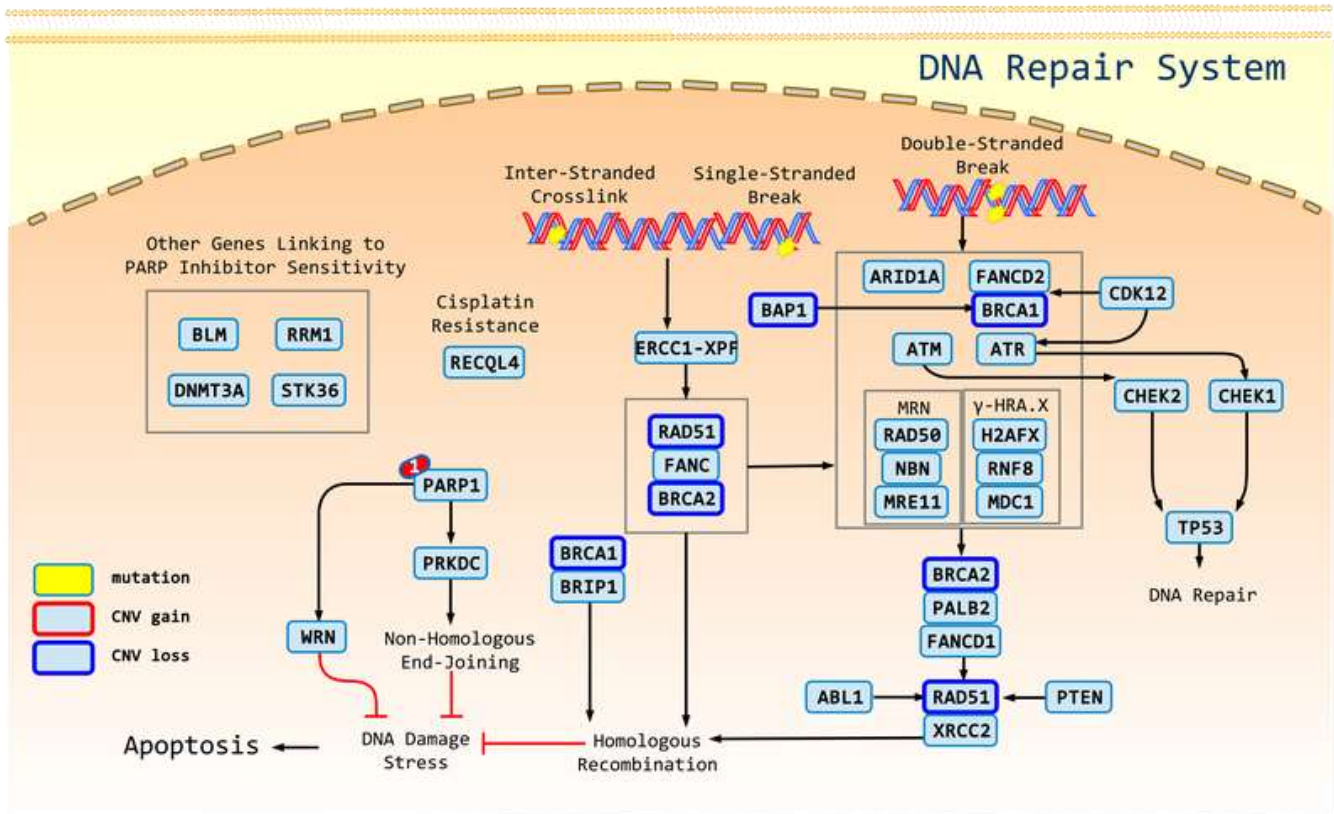 DNA Repair System
Double-Stranded
Break
Inter-Stranded
Crosslink
Single-Stranded
Break
Other Genes Linking to
PARP Inhibitor Sensitivity
BLM
RRM1
DNMT3A
STK36
Cisplatin
Resistance
RECQL4
ERCC1-XPF
BAP1
ARID1A
FANCD2
BRCA1
CDK12
ATM
ATR
CHEK2
CHEK1
MRN
RAD50
NBN
MRE11
γ-HRA.X
H2AFX
RNF8
MDC1
RAD51
FANC
BRCA2
1
PARP1
PRKDC
WRN
Non-Homologous
End-Joining
BRCA1
BRIP1
TP53
DNA Repair
BRCA2
PALB2
FANCD1
ABL1
RAD51
PTEN
XRCC2
mutation
CNV gain
CNV loss
Apoptosis
DNA Damage
Stress
Homologous
Recombination